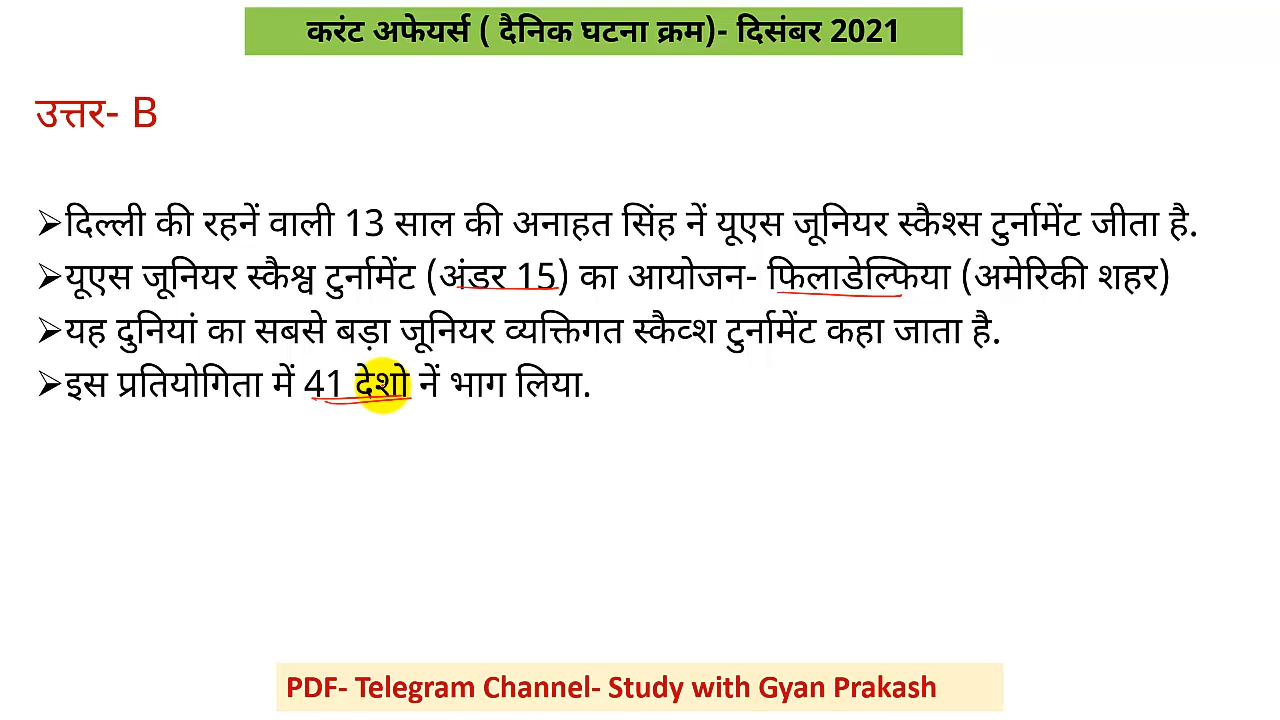 करंट अफेयर्स ( दैनिक घटना क्रम)- दिसंबर 2021
उत्तर- B
➢दिल्ली की रहनें वाली 13 साल की अनाहत सिंह नें यूएस जूनियर स्कैश्स टुर्नामेंट जीता है.
➢यूएस जूनियर स्कैश्व टुर्नामेंट (अंडर 15) का आयोजन- फिलाडेल्फिया (अमेरिकी शहर)
➢यह दुनियां का सबसे बड़ा जूनियर व्यक्तिगत स्कैव्श टुर्नामेंट कहा जाता है.
➢इस प्रतियोगिता में 41 देशो नें भाग लिया.
PDF- Telegram Channel- Study with Gyan Prakash